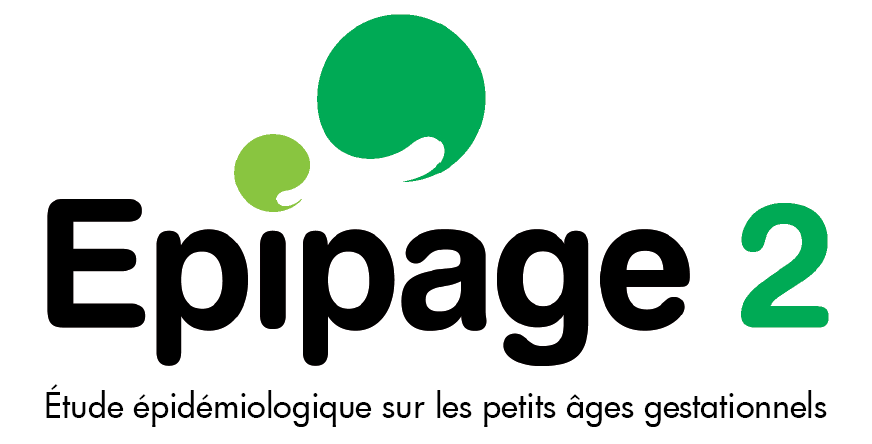 Epipage 2
Étude épidémiologique sur les petits âges gestationnels